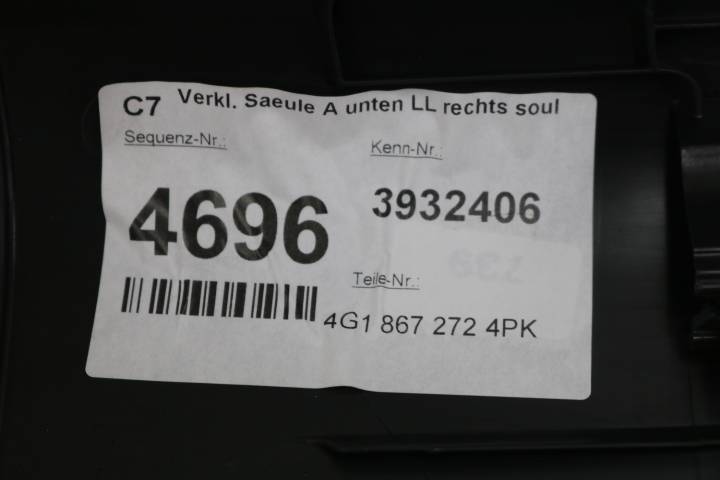 C7 Verkl. Saeule A unten LL rechts soul
Sequenz-Nr.:
Kenn-Nr.:
4696
3932406
Teile-Nr.:
4G1 867 272 4PK